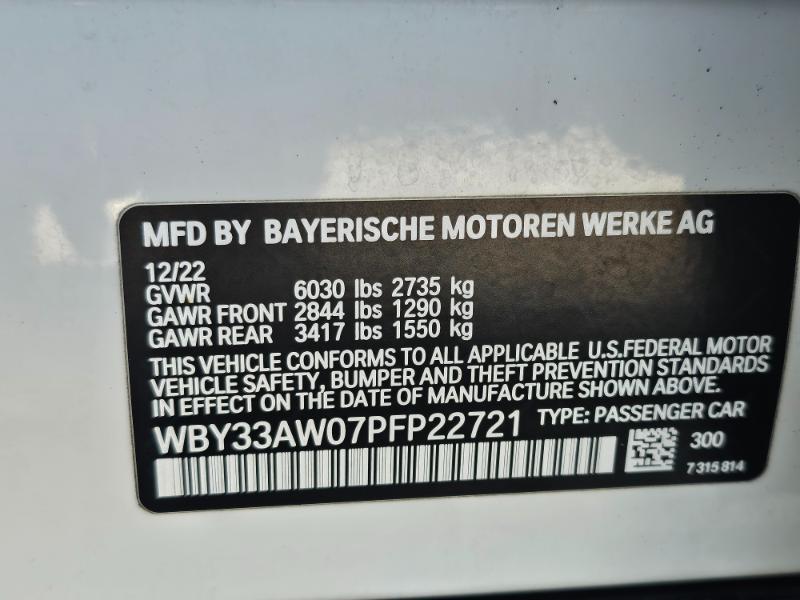 MFD BY BAYERISCHE MOTOREN WERKE AG
12/22
GVWR 6030 lbs 2735 kg
GAWR FRONT 2844 lbs 1290 kg
GAWR REAR 3417 lbs 1550 kg
THIS VEHICLE CONFORMS TO ALL APPLICABLE U.S.FEDERAL MOTOR
VEHICLE SAFETY, BUMPER AND THEFT PREVENTION STANDARDS
IN EFFECT ON THE DATE OF MANUFACTURE SHOWN ABOVE.
WBY33AW07PFP22721 TYPE: PASSENGER CAR
300
7 315 814